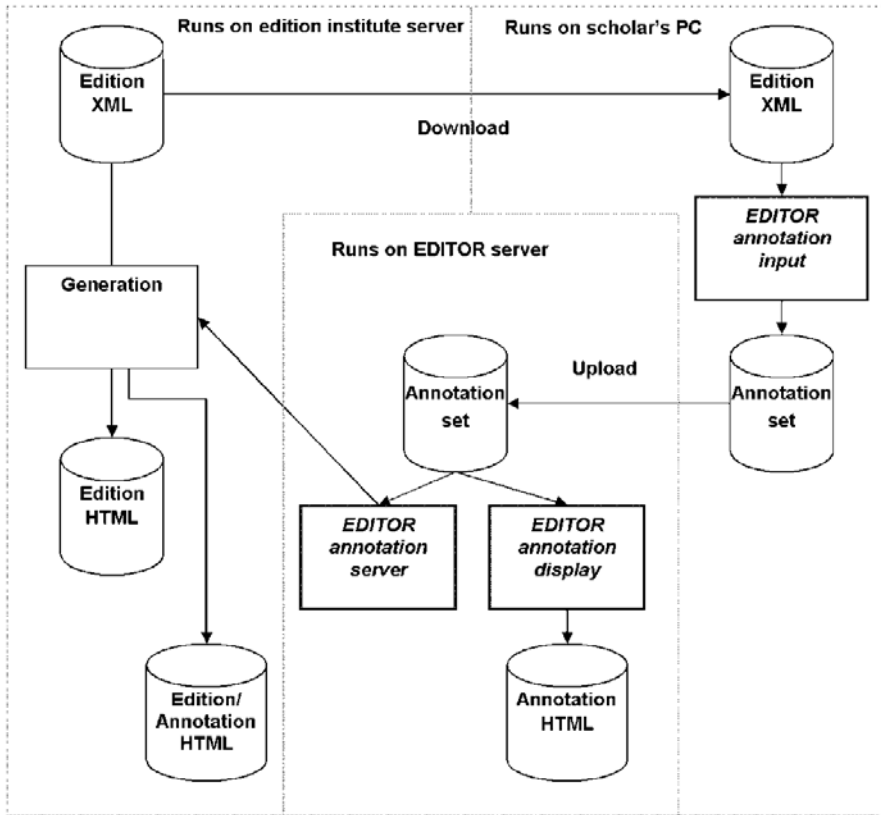 Runs on edition institute server
Runs on scholar's PC
Edition
XML
Edition
XML
Download
EDITOR
annotation
input
Runs on EDITOR server
Generation
Upload
Annotation
set
Annotation
set
Edition
HTML
EDITOR
annotation
server
EDITOR
annotation
display
Edition/
Annotation
HTML
Annotation
HTML